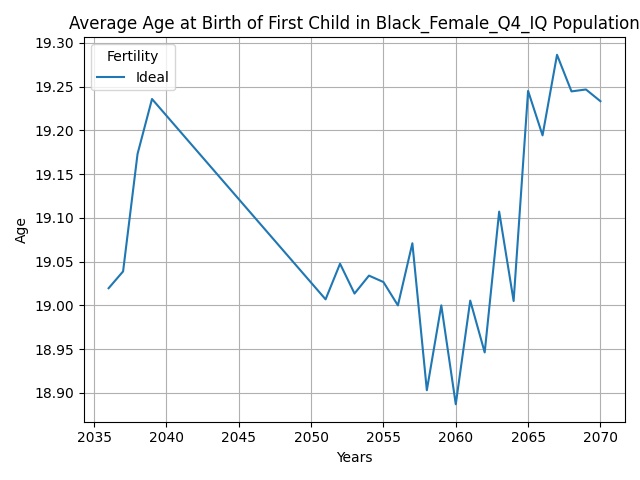 Average Age at Birth of First Child in Black_Female_Q4_IQ Population
Fertility
Ideal
19.30
19.25
19.20
19.15
19.10
19.05
19.00
18.95
18.90
Age
2035 2040 2045 2050 2055 2060 2065 2070
Years